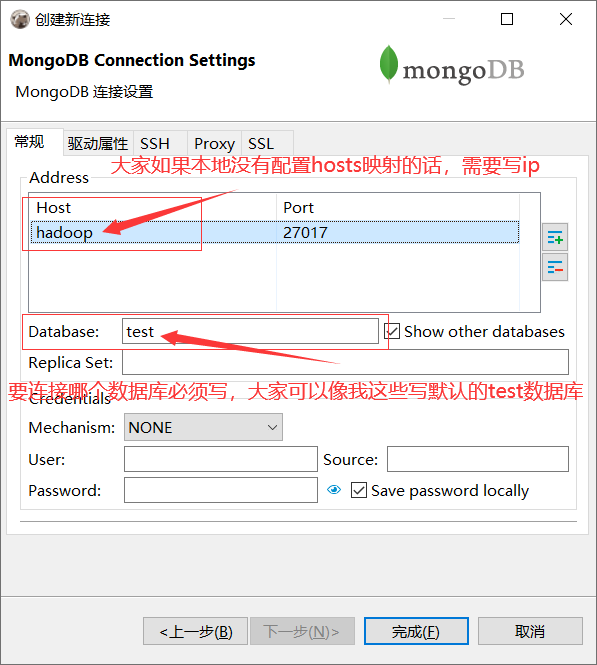 创建新连接
MongoDB Connection Settings
MongoDB 连接设置
mongoDB
常规 驱动属性 SSH Proxy SSL
大家如果本地没有配置hosts映射的话，需要写ip
Address
Host Port
hadoop 27017
Database: test Show other databases
Replica Set:
要连接哪个数据库必须写，大家可以像我这些写默认的test数据库
Credentials
Mechanism: NONE
User: Source:
Password: Save password locally
<上一步(B) 下一步(N)> 完成(F) 取消